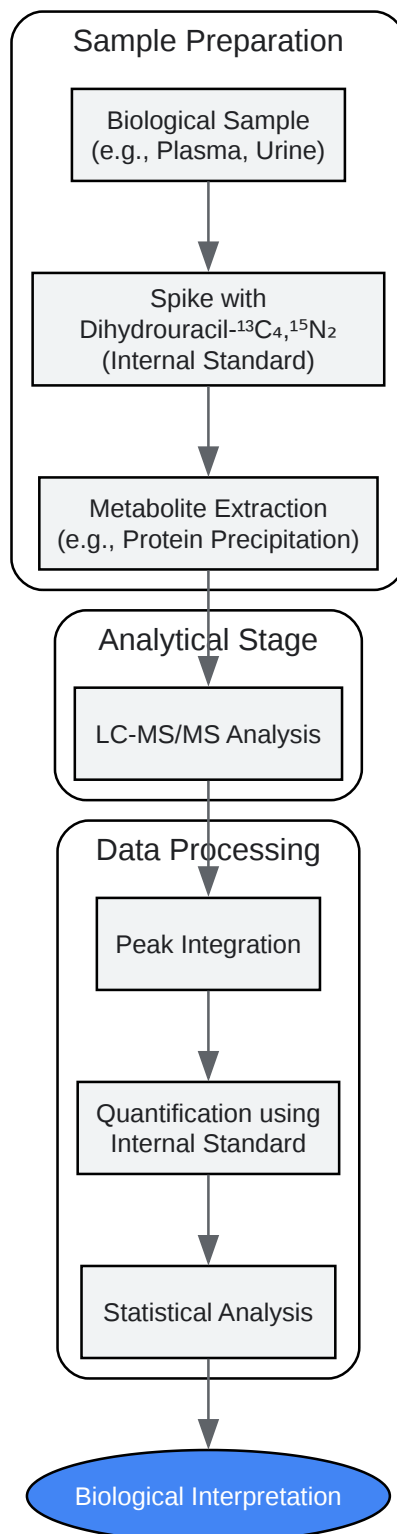 Sample Preparation
Biological Sample
(e.g., Plasma, Urine)
Spike with
Dihydrouracil-¹³C₄,¹⁵N₂
(Internal Standard)
Metabolite Extraction
(e.g., Protein Precipitation)
Analytical Stage
LC-MS/MS Analysis
Data Processing
Peak Integration
Quantification using
Internal Standard
Statistical Analysis
Biological Interpretation